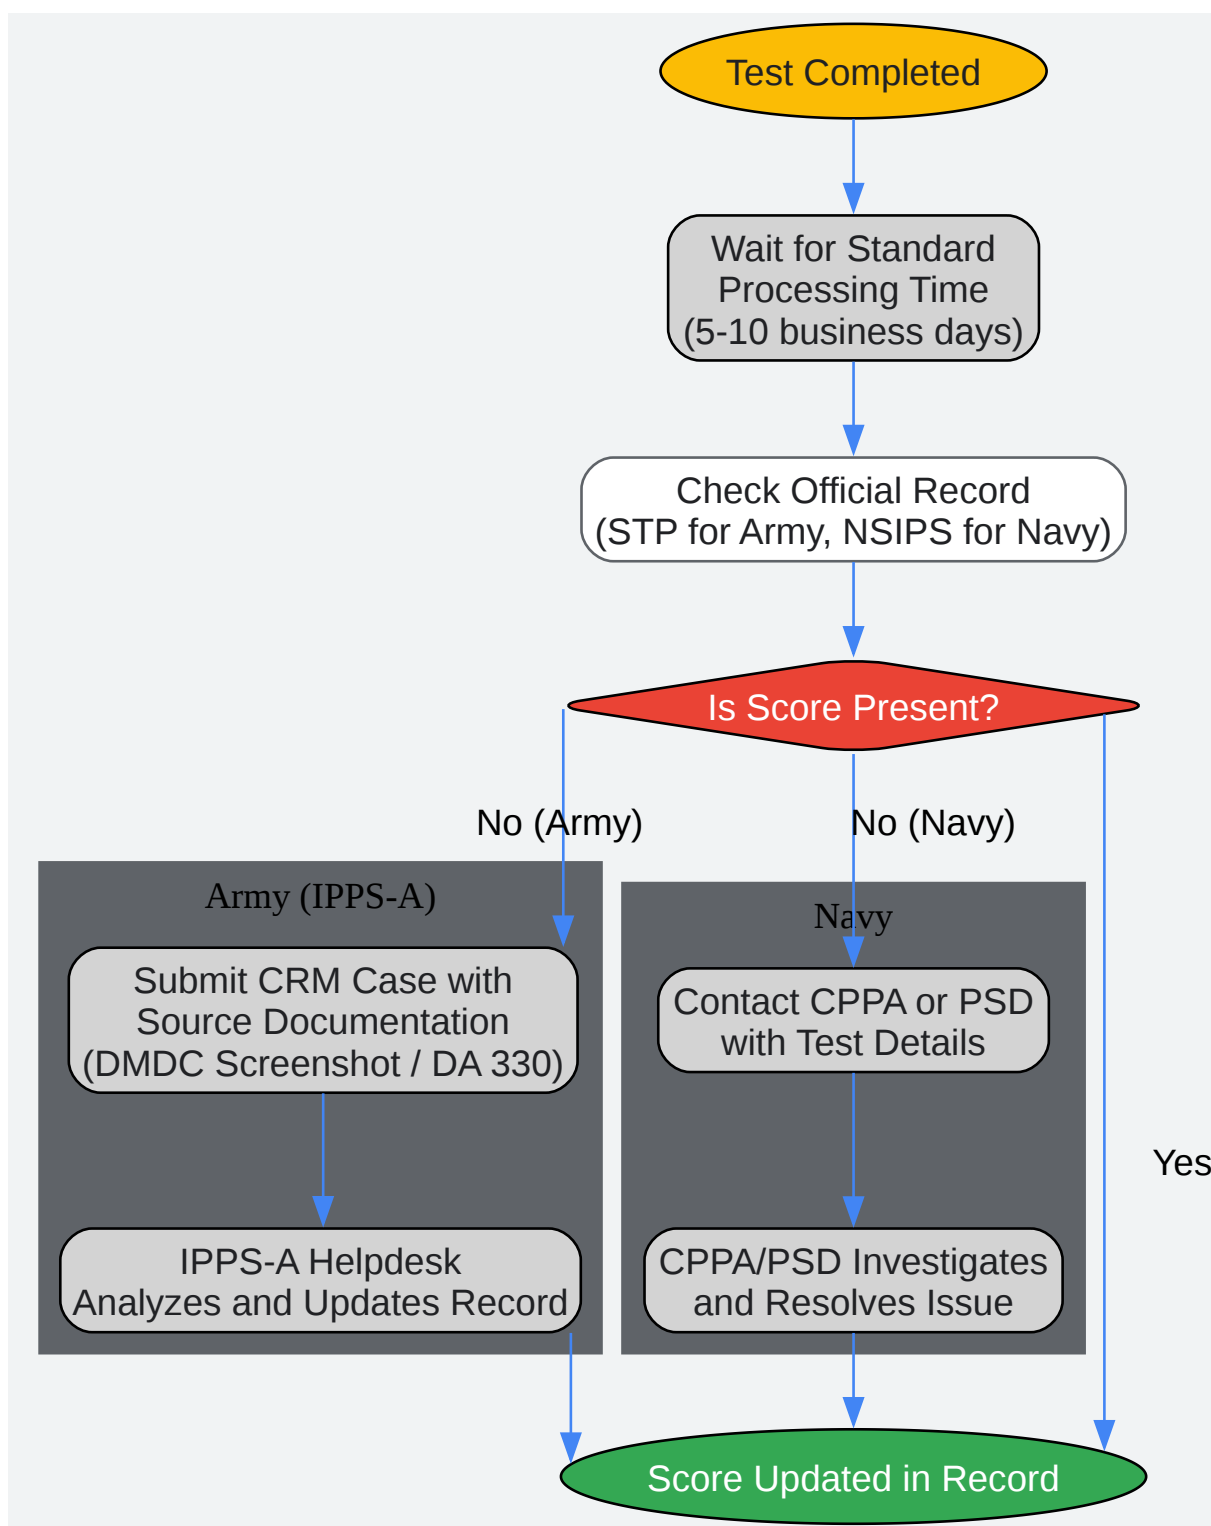 Test Completed
Wait for Standard
Processing Time
(5-10 business days)
Check Official Record
(STP for Army, NSIPS for Navy)
Is Score Present?
No (Army)
No (Navy)
Army (IPPS-A)
Navy
Submit CRM Case with
Source Documentation
(DMDC Screenshot / DA 330)
Contact CPPA or PSD
with Test Details
Yes
IPPS-A Helpdesk
Analyzes and Updates Record
CPPA/PSD Investigates
and Resolves Issue
Score Updated in Record